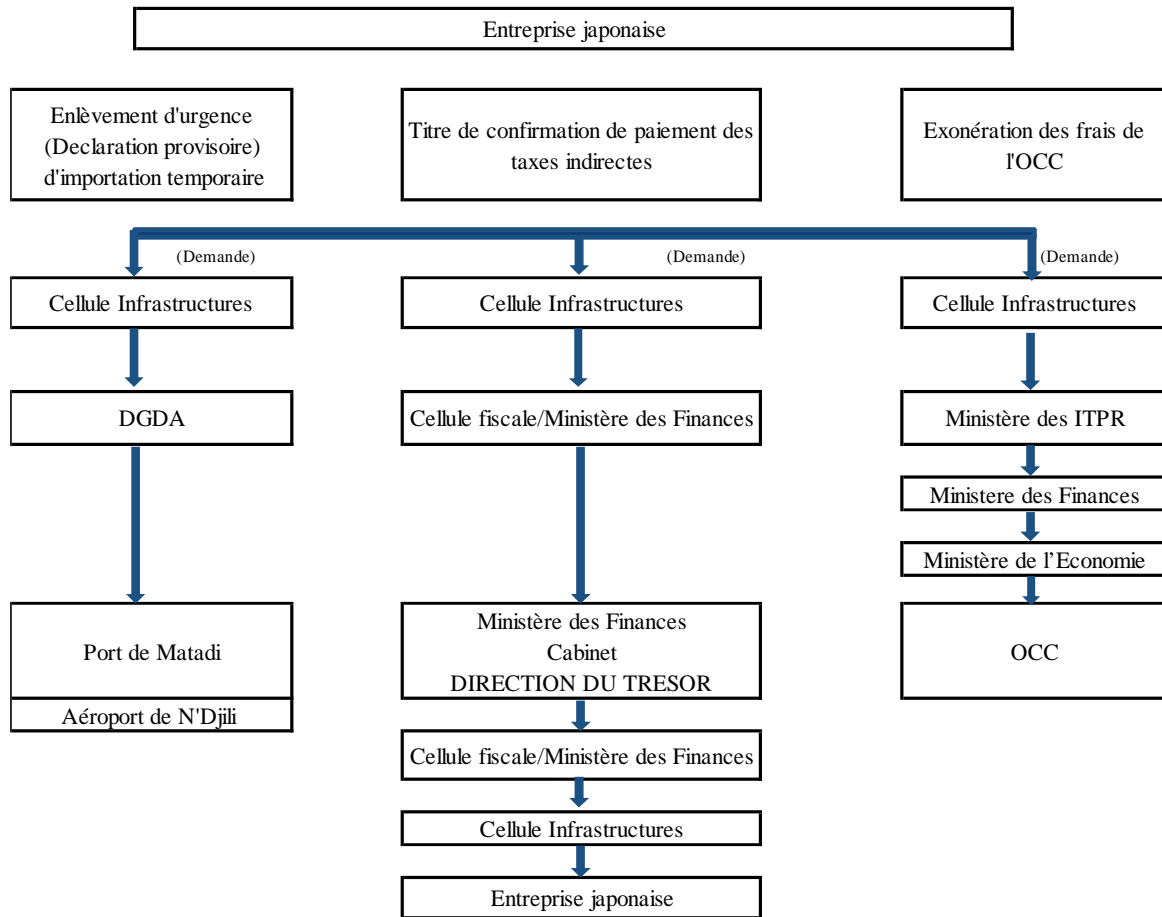 Entreprise japonaise
Enlèvement d'urgence
(Declaration provisoire)
d'importation temporaire
Titre de confirmation de paiement des
taxes indirectes
Exonération des frais de
l'OCC
(Demande)
(Demande)
(Demande)
Cellule Infrastructures
Cellule Infrastructures
Cellule Infrastructures
DGDA
Cellule fiscale/Ministère des Finances
Ministère des ITPR
Ministere des Finances
Ministère de l’Economie
Port de Matadi
Aéroport de N'Djili
Ministère des Finances
Cabinet
DIRECTION DU TRESOR
OCC
Cellule fiscale/Ministère des Finances
Cellule Infrastructures
Entreprise japonaise